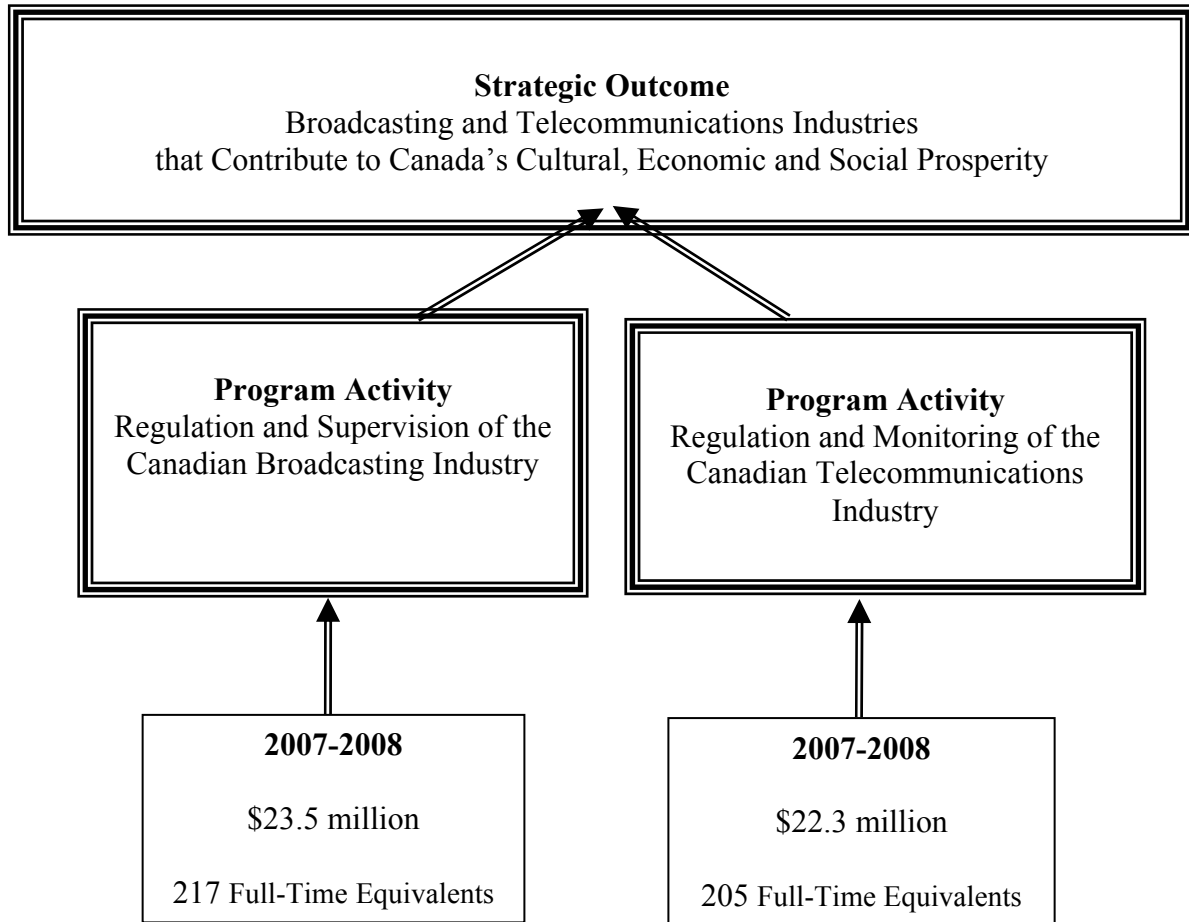 Strategic Outcome
Broadcasting and Telecommunications Industries
that Contribute to Canada’s Cultural, Economic and Social Prosperity
Program Activity
Regulation and Supervision of the
Canadian Broadcasting Industry
Program Activity
Regulation and Monitoring of the
Canadian Telecommunications
Industry
2007-2008
$23.5 million
217 Full-Time Equivalents
2007-2008
$22.3 million
205 Full-Time Equivalents